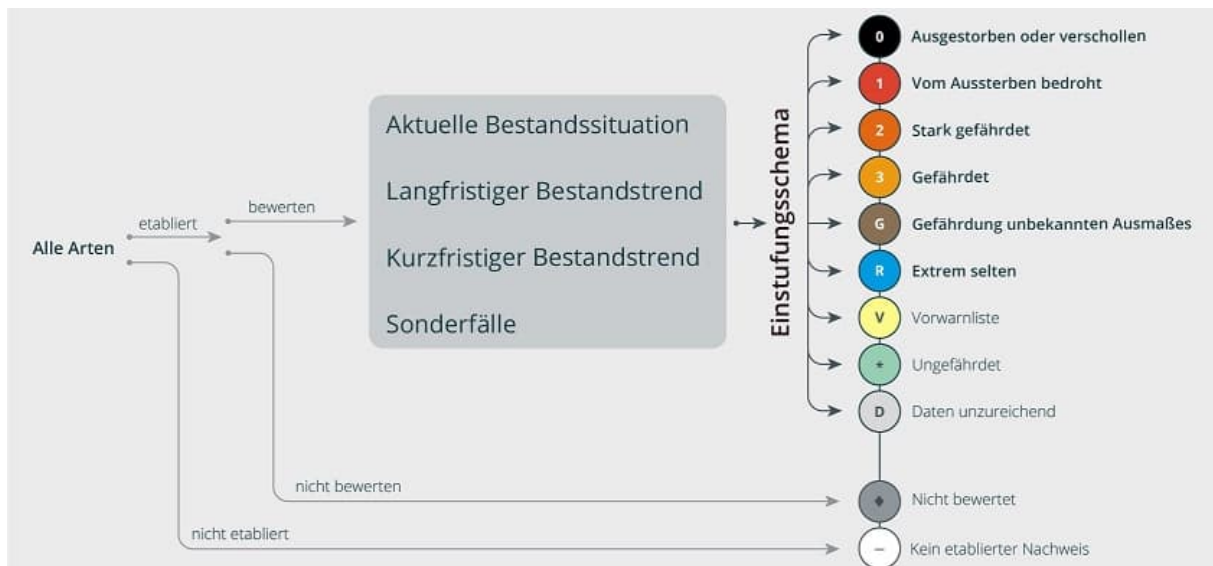 Alle Arten
etabliert
bewerten
Aktuelle Bestandssituation
Langfristiger Bestandstrend
Kurzfristiger Bestandstrend
Sonderfälle
Einstufungsschema
0 Ausgestorben oder verschollen
1 Vom Aussterben bedroht
2 Stark gefährdet
3 Gefährdet
G Gefährdung unbekannten Ausmaßes
R Extrem selten
V Vorwarnliste
* Ungefährdet
D Daten unzureichend
nicht bewerten
♦ Nicht bewertet
nicht etabliert
– Kein etablierter Nachweis